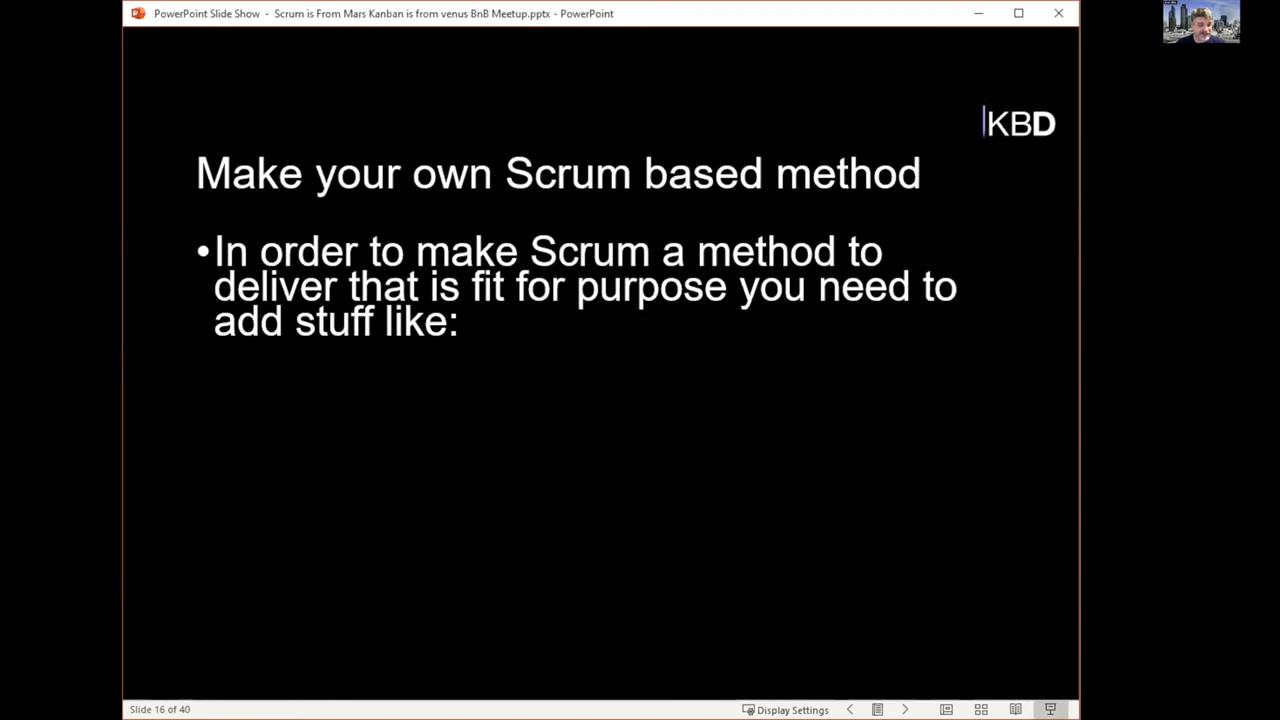 PowerPoint Slide Show - Scrum is From Mars Kanban is from venus BnB Meetup.pptx - PowerPoint
KBD
Make your own Scrum based method
•In order to make Scrum a method to
deliver that is fit for purpose you need to
add stuff like:
Slide 16 of 40
Display Settings